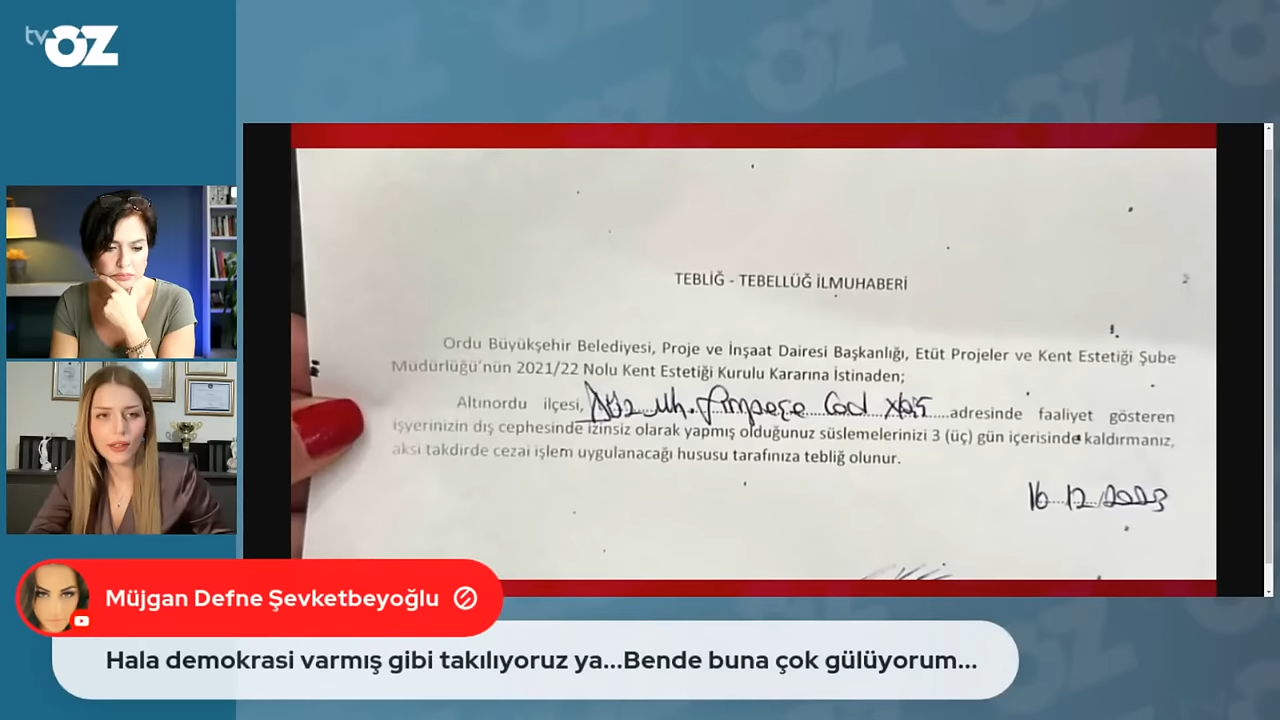 tvÖZ
TEBLİĞ - TEBELLÜĞ İLMUHABERİ
Ordu Büyükşehir Belediyesi, Proje ve İnşaat Dairesi Başkanlığı, Etüt Projeler ve Kent Estetiği Şube
Müdürlüğü'nün 2021/22 Nolu Kent Estetiği Kurulu Kararına İstinaden;
Altınordu ilçesi, Düz Mh. Cad adresinde faaliyet gösteren
işyerinizin dış cephesinde izinsiz olarak yapmış olduğunuz süslemelerinizi 3 (üç) gün içerisinde kaldırmanız,
aksi takdirde cezai işlem uygulanacağı hususu tarafınıza tebliğ olunur.
16.12.2023
Müjgan Defne Şevketbeyoğlu
Hala demokrasi varmış gibi takılıyoruz ya...Bende buna çok gülüyorum...